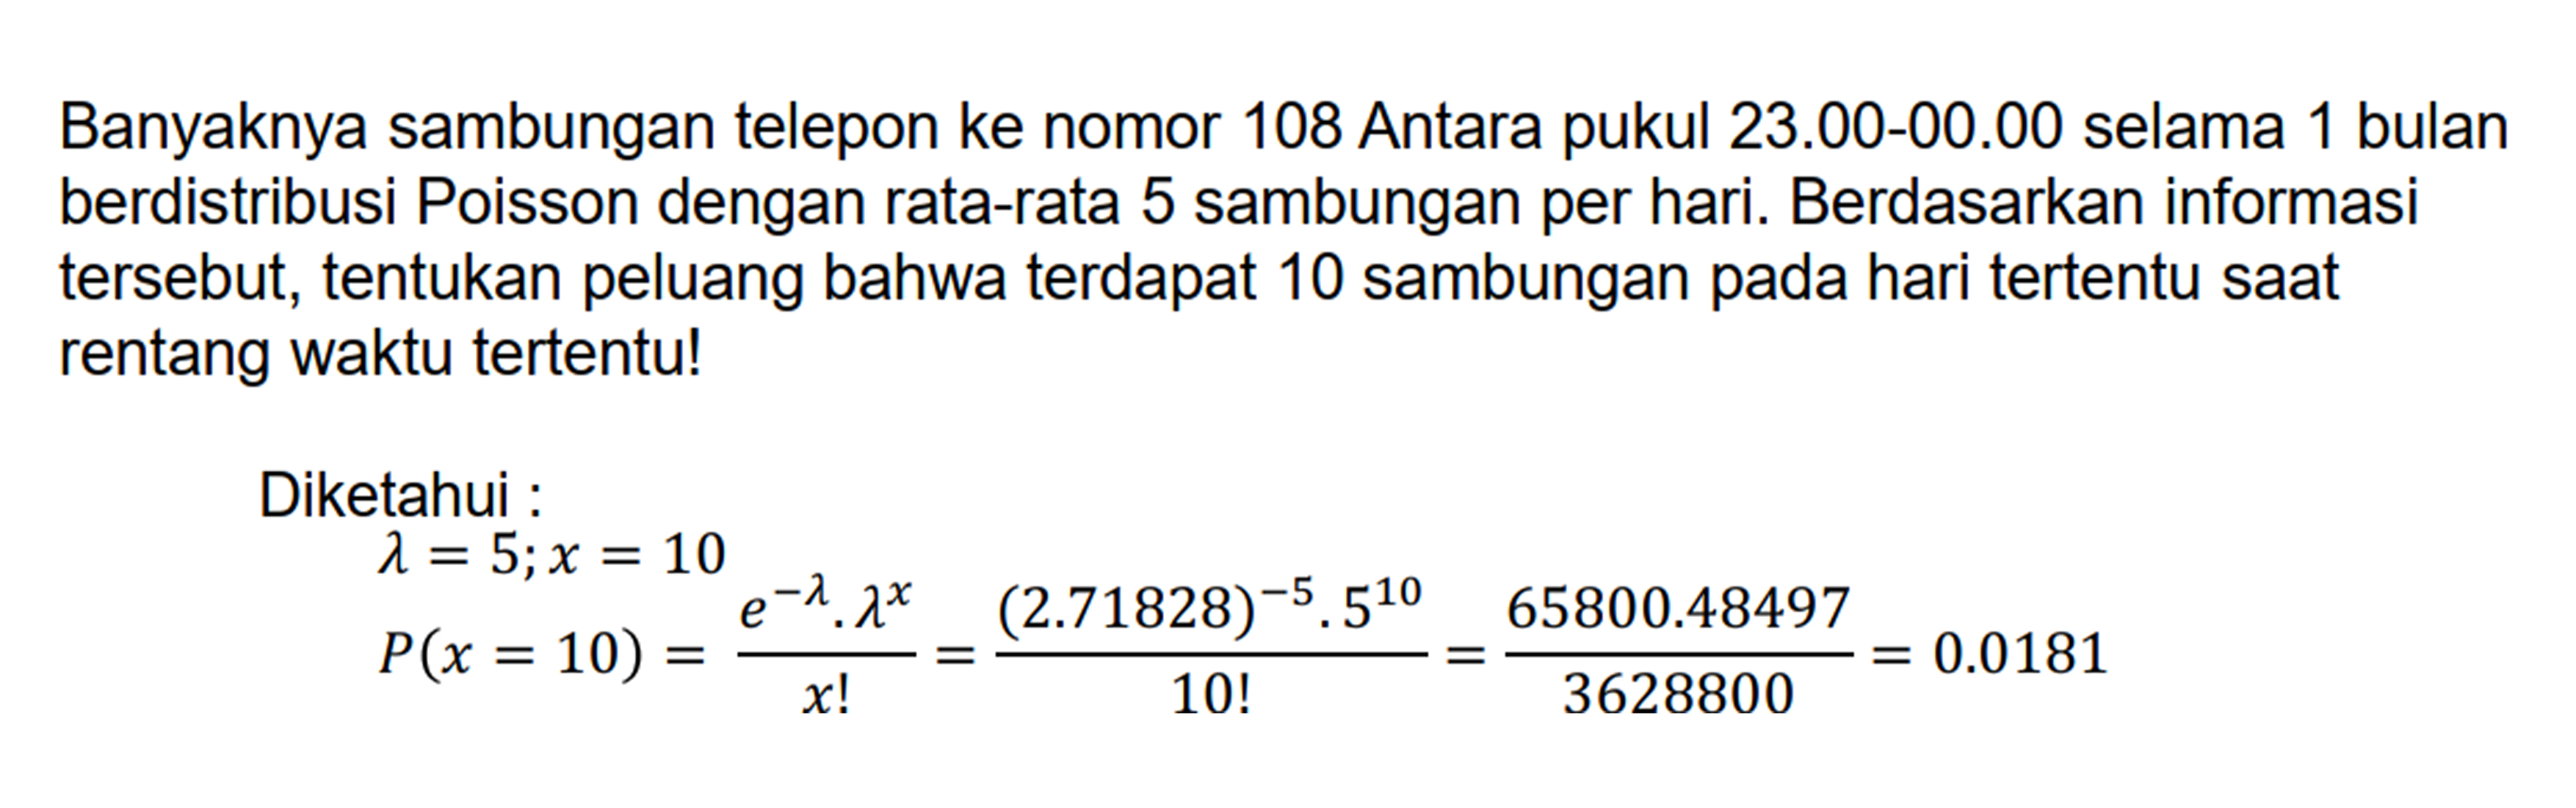 Banyaknya sambungan telepon ke nomor 108 Antara pukul 23.00-00.00 selama 1 bulan
berdistribusi Poisson dengan rata-rata 5 sambungan per hari. Berdasarkan informasi
tersebut, tentukan peluang bahwa terdapat 10 sambungan pada hari tertentu saat
rentang waktu tertentu!
Diketahui :
λ = 5; x = 10
P(x = 10) = \frac{e^{-λ}.λ^{x}}{x!} = \frac{(2.71828)^{-5}.5^{10}}{10!} = \frac{65800.48497}{3628800} = 0.0181